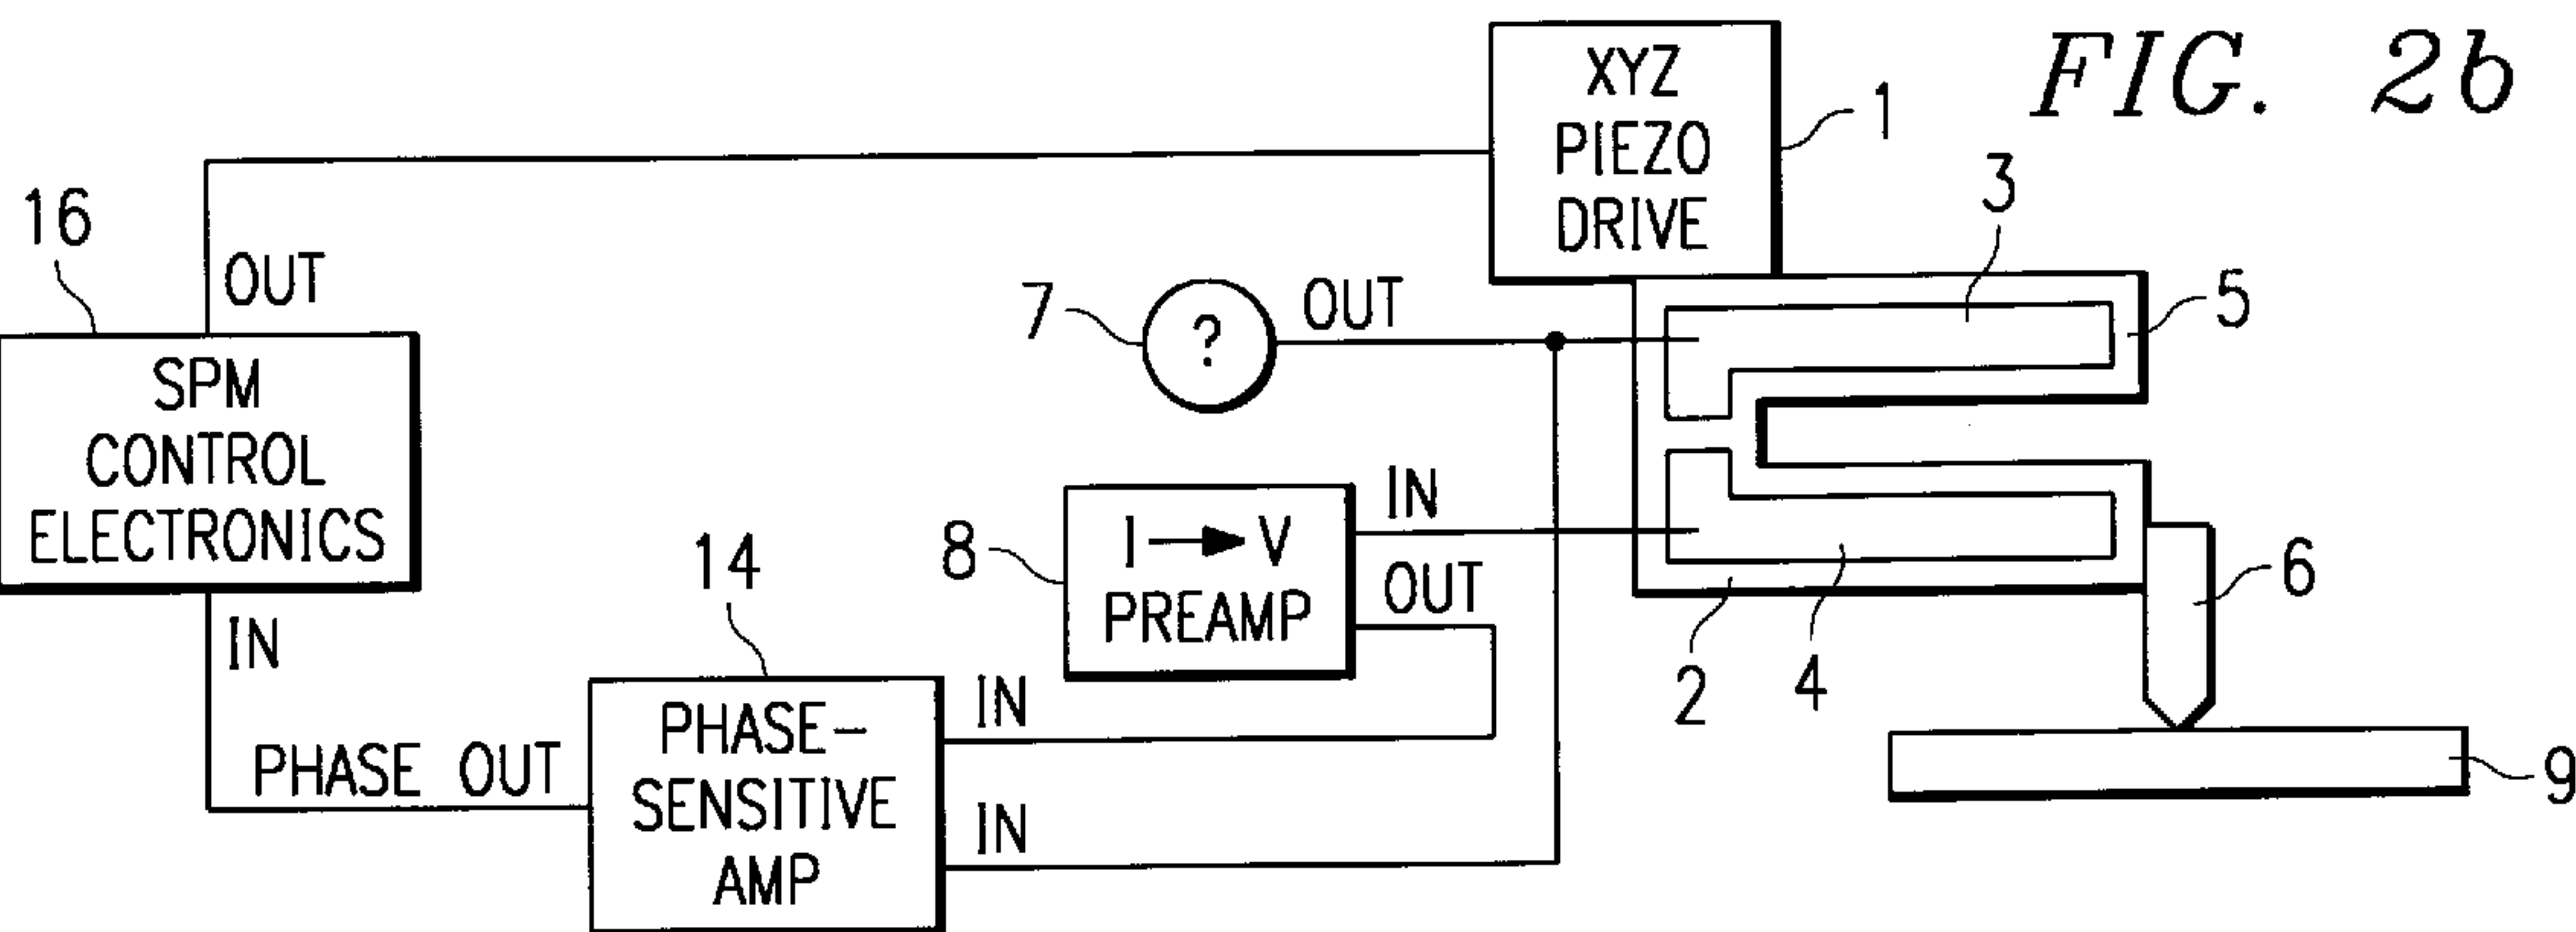 FIG. 2b
XYZ
PIEZO
DRIVE
1
3
5
16
OUT
7
?
OUT
SPM
CONTROL
ELECTRONICS
IN
8
I → V
PREAMP
IN
OUT
14
2
4
6
IN
PHASE OUT
PHASE-
SENSITIVE
AMP
IN
IN
9